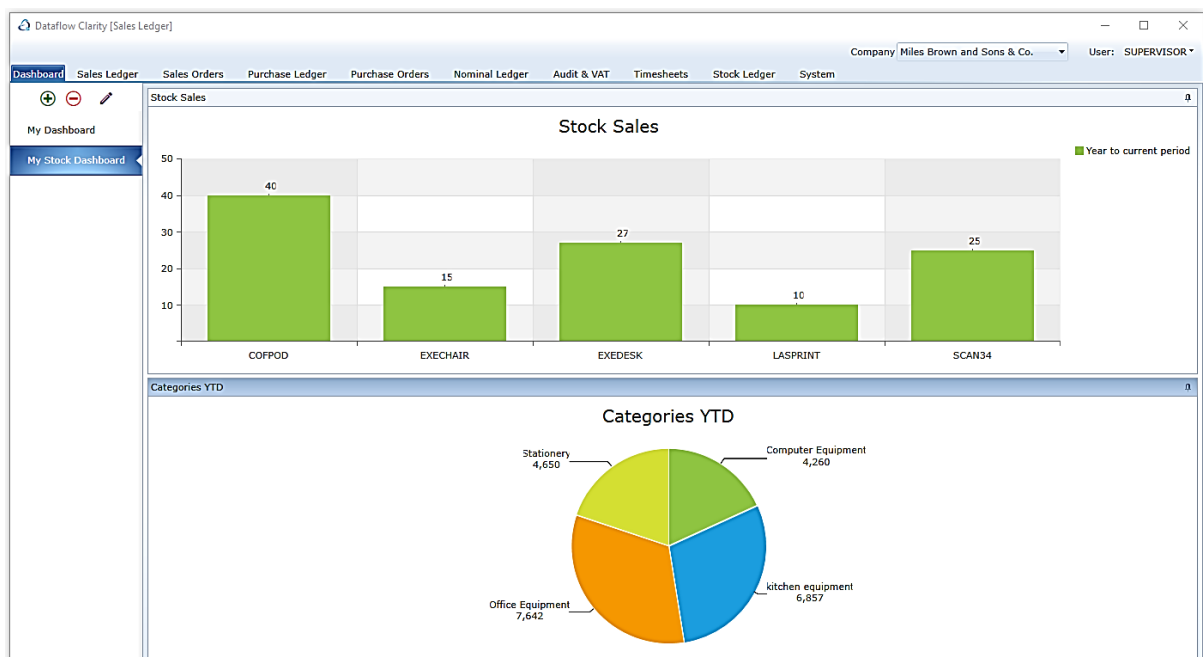 Dataflow Clarity [Sales Ledger]
Company Miles Brown and Sons & Co. User: SUPERVISOR
Dashboard Sales Ledger Sales Orders Purchase Ledger Purchase Orders Nominal Ledger Audit & VAT Timesheets Stock Ledger System
My Dashboard
My Stock Dashboard
Stock Sales
Stock Sales
Year to current period
50
40
30
20
10
40
15
27
10
25
COFPOD EXECHAIR EXEDESK LASPRINT SCAN34
Categories YTD
Categories YTD
Stationery
4,650
Computer Equipment
4,260
Office Equipment
7,642
kitchen equipment
6,857